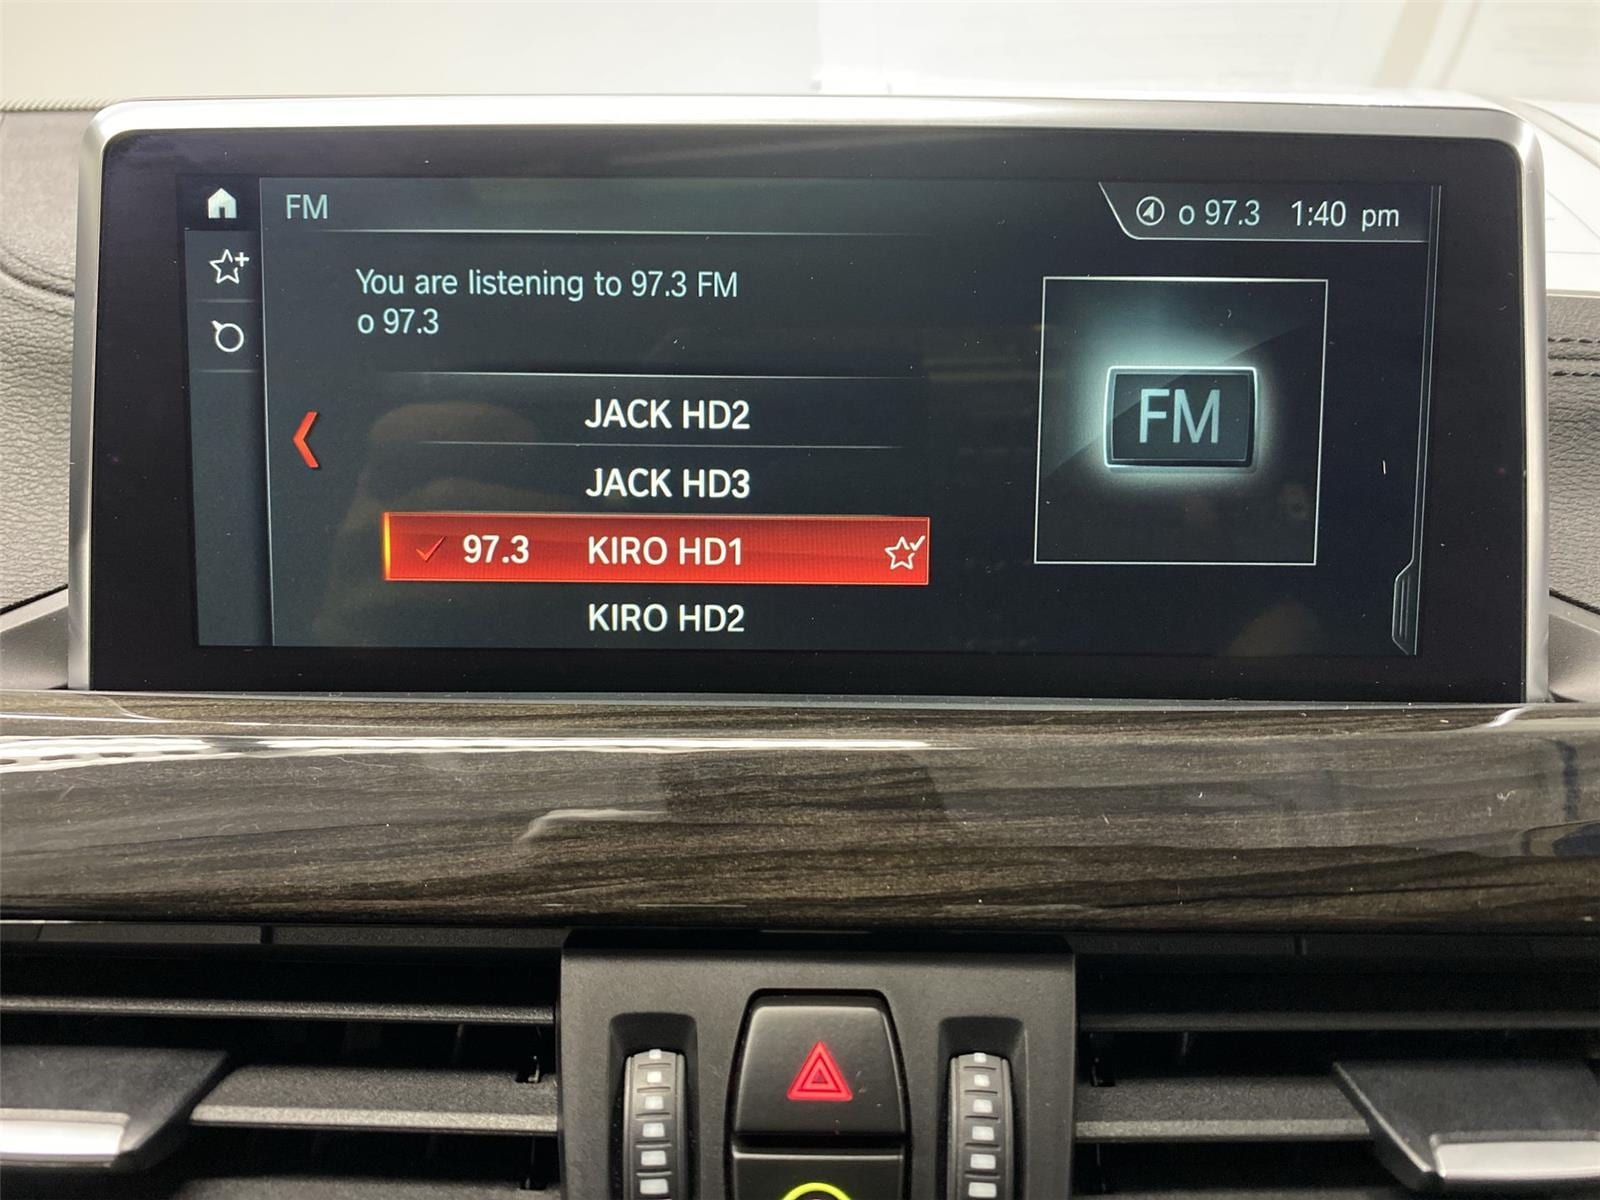 FM
o 97.3 1:40 pm
You are listening to 97.3 FM
o 97.3
JACK HD2
JACK HD3
97.3 KIRO HD1
KIRO HD2
FM